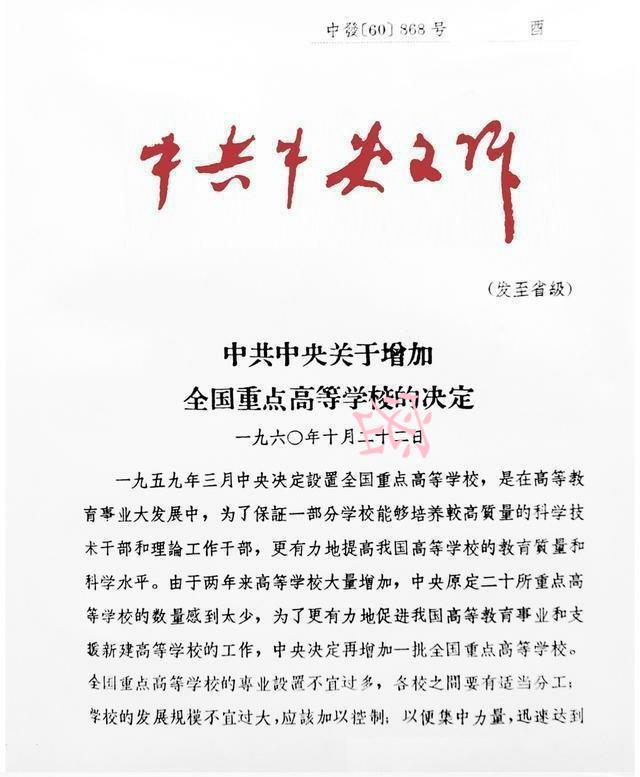 中發〔60〕868号 酉
中共中央文件
(发至省級)
中共中央关于增加
全国重点高等学校的决定
一九六〇年十月二十二日
一九五九年三月中央决定設置全国重点高等学校，是在高等教
育事业大发展中，为了保証一部分学校能够培养較高質量的科学技
术干部和理論工作干部，更有力地提高我国高等学校的教育質量和
科学水平。由于两年来高等学校大量增加，中央原定二十所重点高
等学校的数量感到太少，为了更有力地促进我国高等教育事业和支
援新建高等学校的工作，中央决定再增加一批全国重点高等学校。
全国重点高等学校的專业設置不宜过多，各校之間要有适当分工；
学校的发展規模不宜过大，应該加以控制；以便集中力量，迅速达到